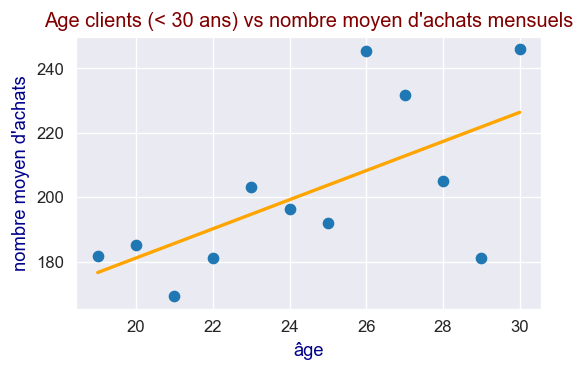 Age clients (< 30 ans) vs nombre moyen d'achats mensuels
nombre moyen d'achats
240
220
200
180
20 22 24 26 28 30
âge